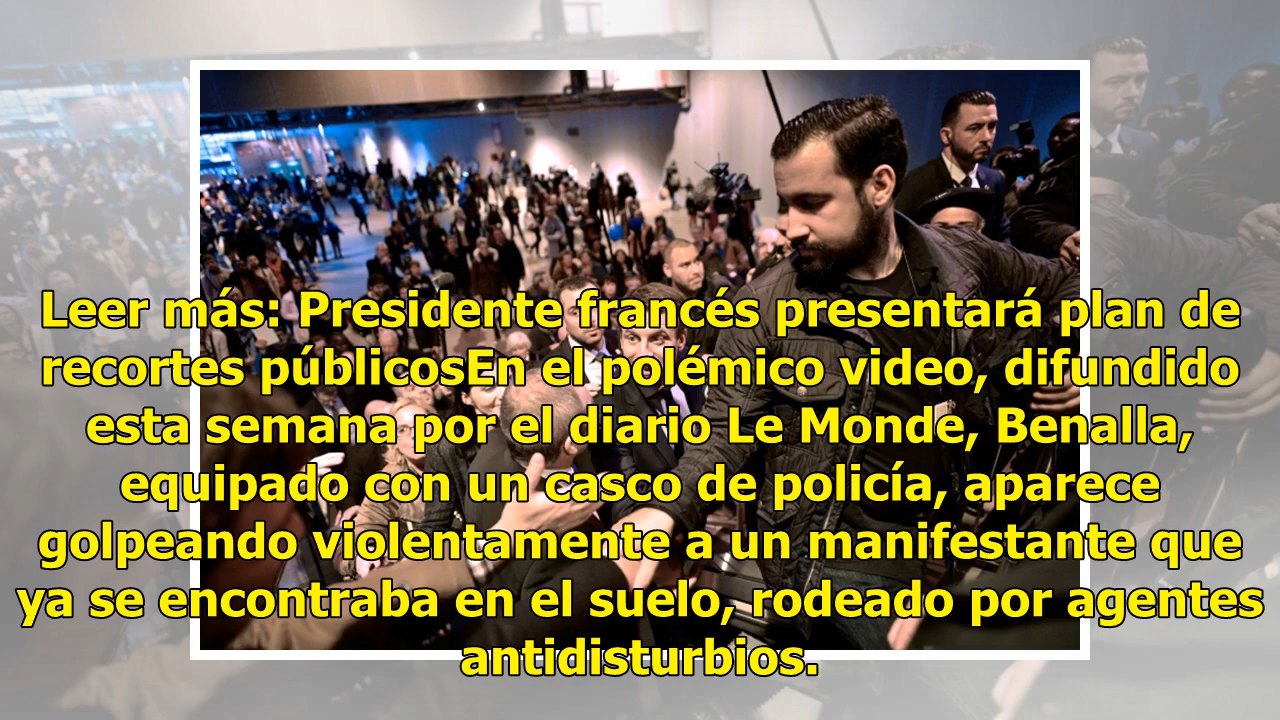 Leer más: Presidente francés presentará plan de
recortes públicosEn el polémico video, difundido
esta semana por el diario Le Monde, Benalla,
equipado con un casco de policía, aparece
golpeando violentamente a un manifestante que
ya se encontraba en el suelo, rodeado por agentes
antidisturbios.